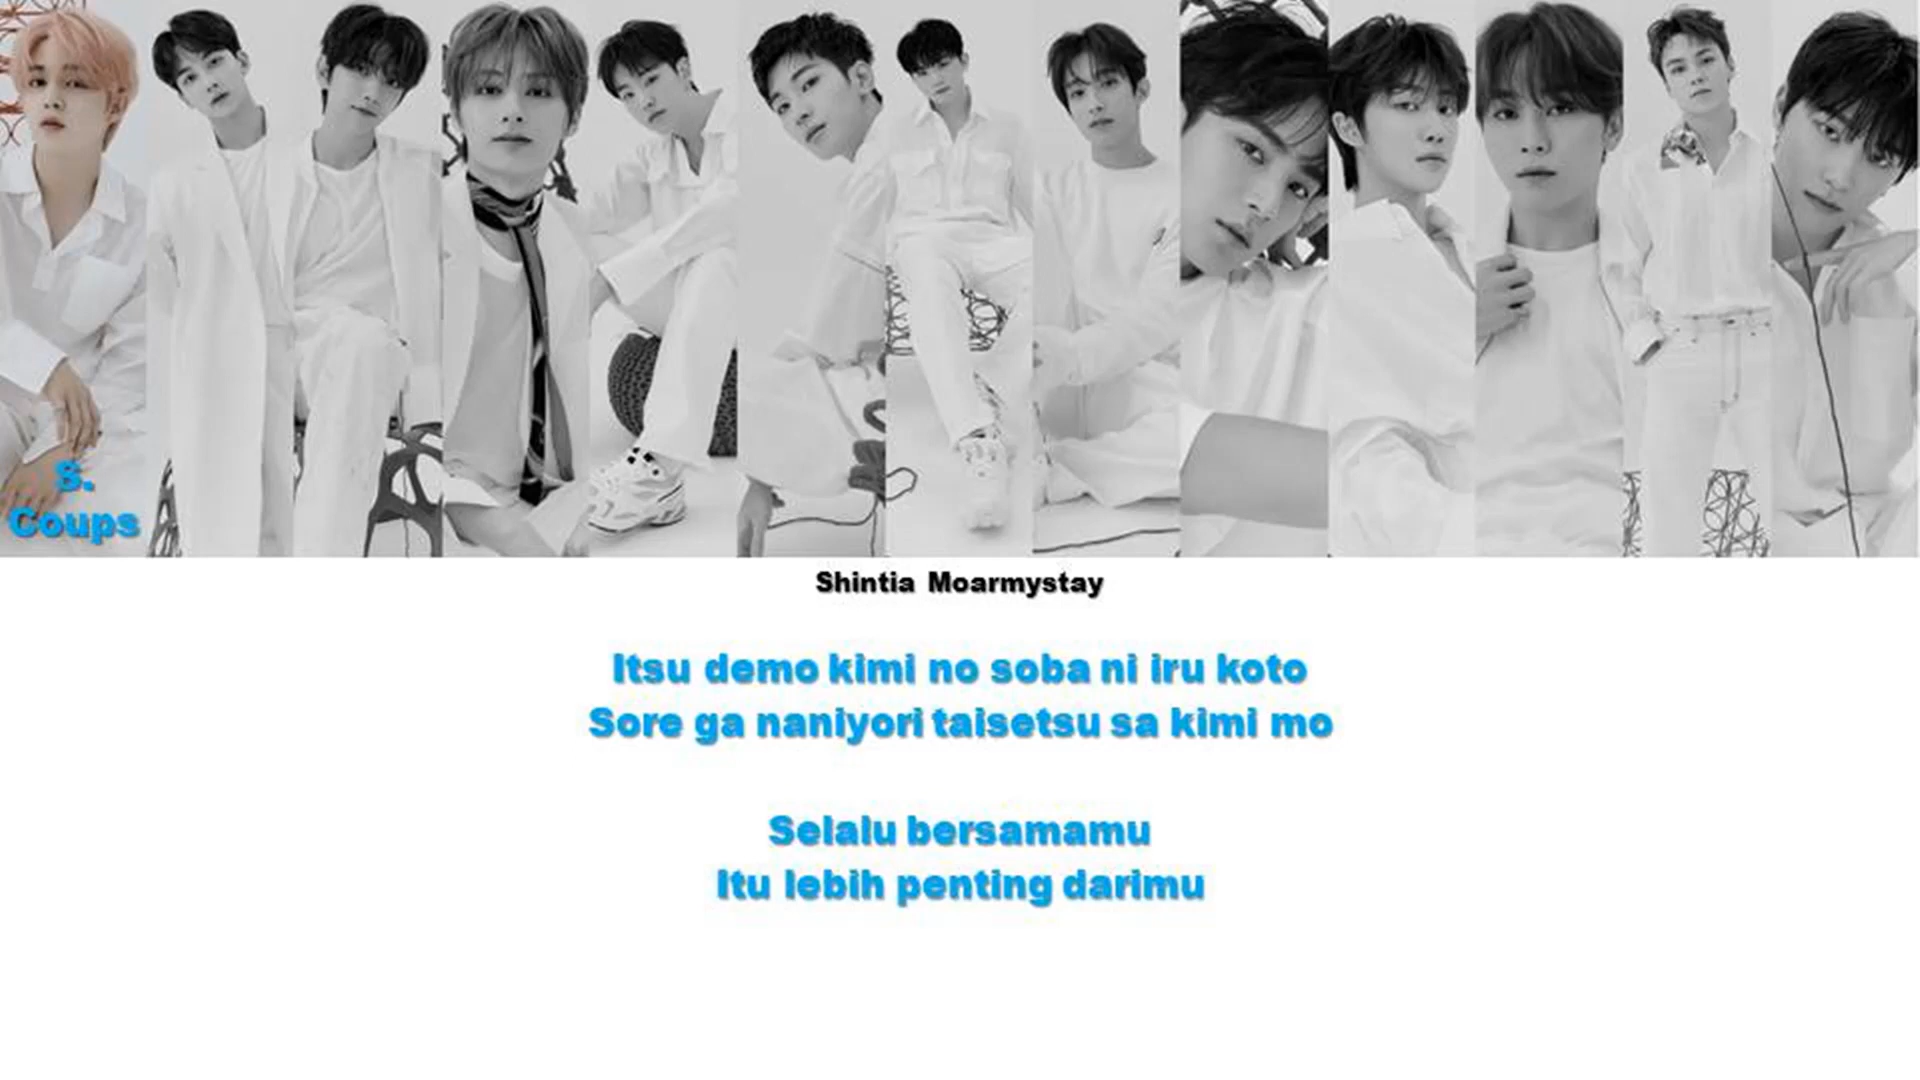 S.
Coups
Shintia Moarmystay
Itsu demo kimi no soba ni iru koto
Sore ga naniyori taisetsu sa kimi mo
Selalu bersamamu
Itu lebih penting darimu